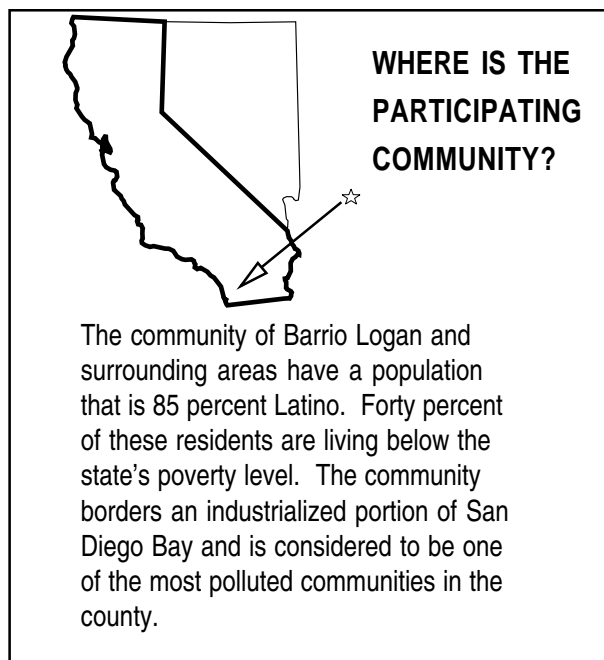 WHERE IS THE
PARTICIPATING
COMMUNITY?
The community of Barrio Logan and
surrounding areas have a population
that is 85 percent Latino.  Forty percent
of these residents are living below the
state's poverty level.  The community
borders an industrialized portion of San
Diego Bay and is considered to be one
of the most polluted communities in the
county.